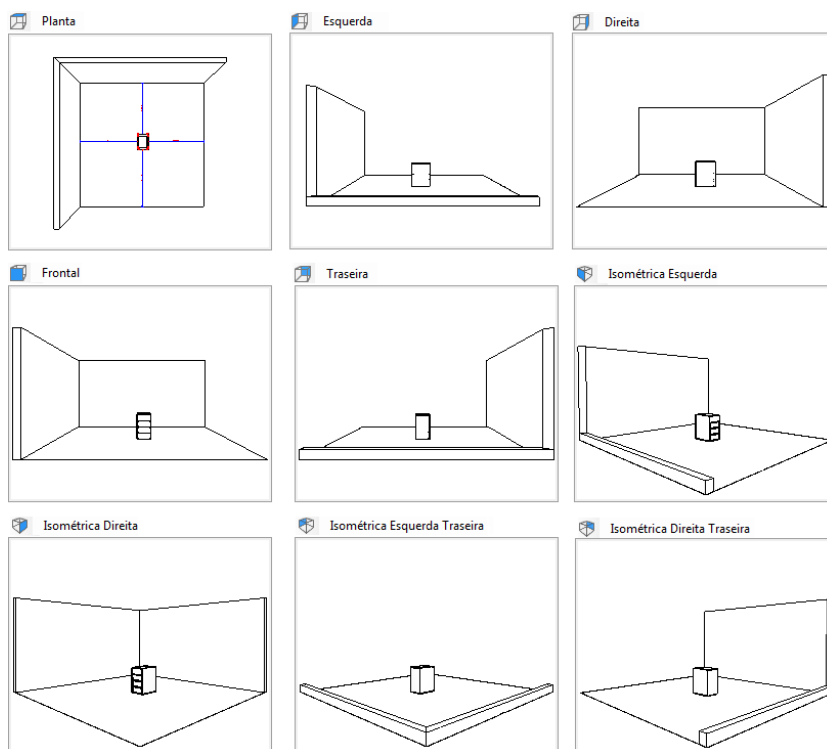 Planta
Esquerda
Direita
Frontal
Traseira
Isométrica Esquerda
Isométrica Direita
Isométrica Esquerda Traseira
Isométrica Direita Traseira